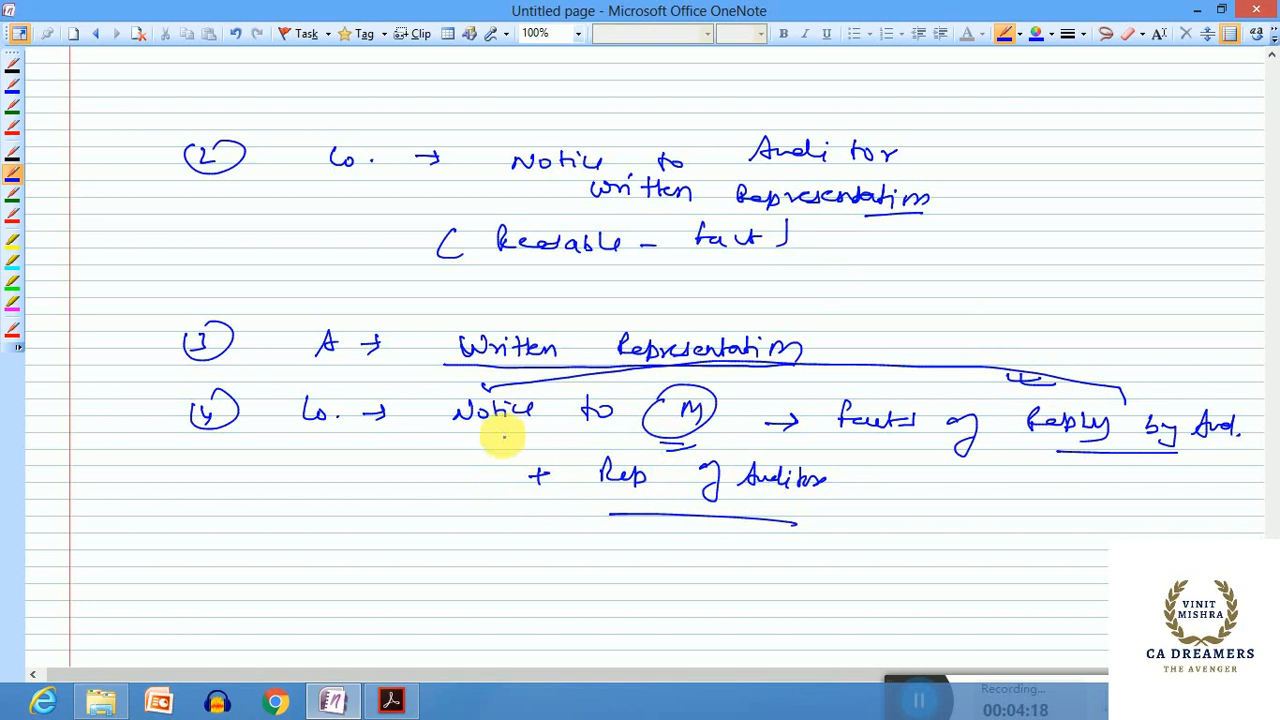 Untitled page - Microsoft Office OneNote
Task Tag Clip 100%
2 Co. → Notice to Auditor
Written Representation
( Readable - fact )
3 A → Written Representation
4 Co. → Notice to M → facts of Reply by Aud.
+ Rep of Auditor
VINIT
MISHRA
CA DREAMERS
THE AVENGER
Recording...
00:04:18